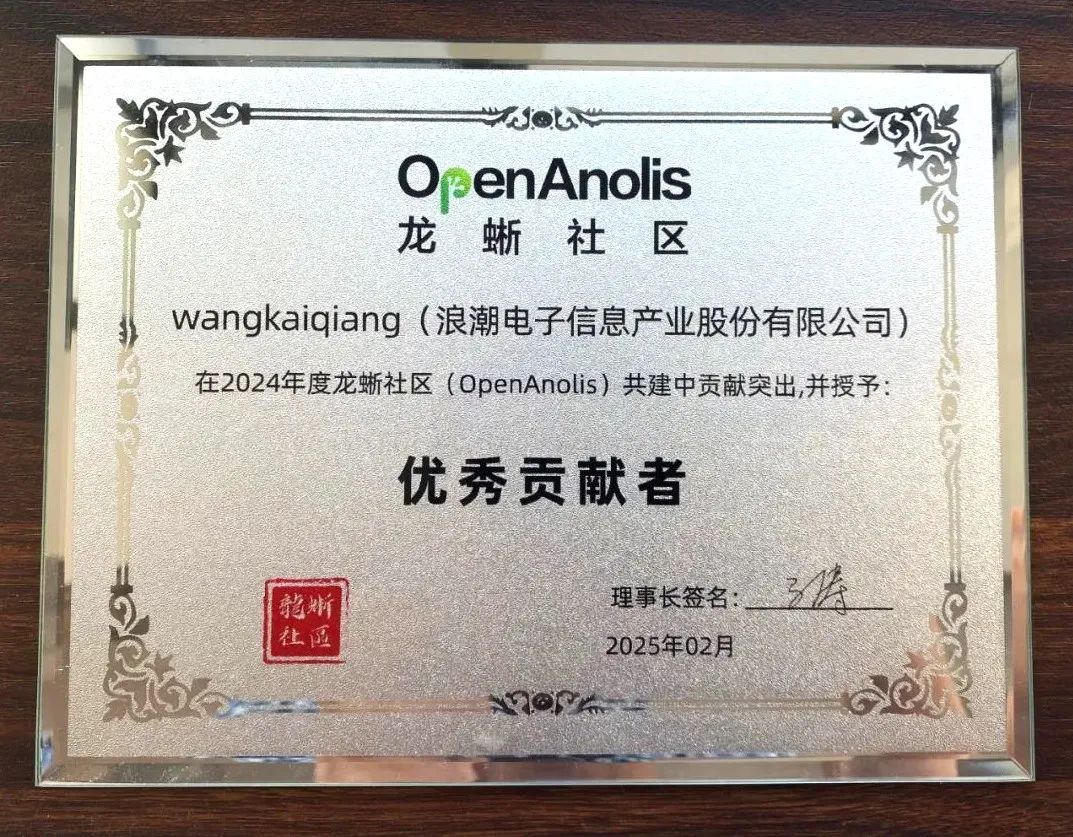 OpenAnolis
龙蜥社区
wangkaiqiang（浪潮电子信息产业股份有限公司）
在2024年度龙蜥社区（OpenAnolis）共建中贡献突出,并授予：
优秀贡献者
龍蜥
社區
理事长签名：
2025年02月